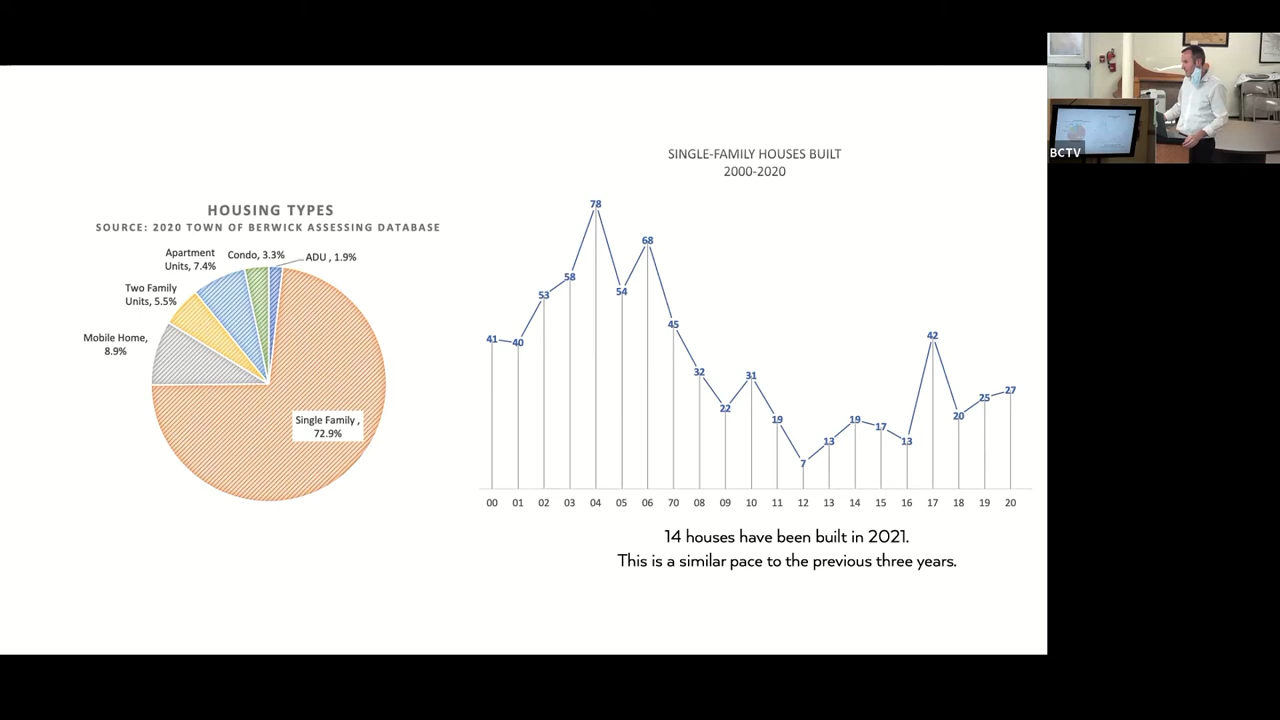 BCTV
HOUSING TYPES
SOURCE: 2020 TOWN OF BERWICK ASSESSING DATABASE
Apartment
Units, 7.4%
Condo, 3.3%
ADU , 1.9%
Two Family
Units, 5.5%
Mobile Home,
8.9%
Single Family ,
72.9%
SINGLE-FAMILY HOUSES BUILT
2000-2020
41 40 53 58 78 54 68 45 32 22 31 19 7 13 19 17 13 42 20 25 27
00 01 02 03 04 05 06 70 08 09 10 11 12 13 14 15 16 17 18 19 20
14 houses have been built in 2021.
This is a similar pace to the previous three years.